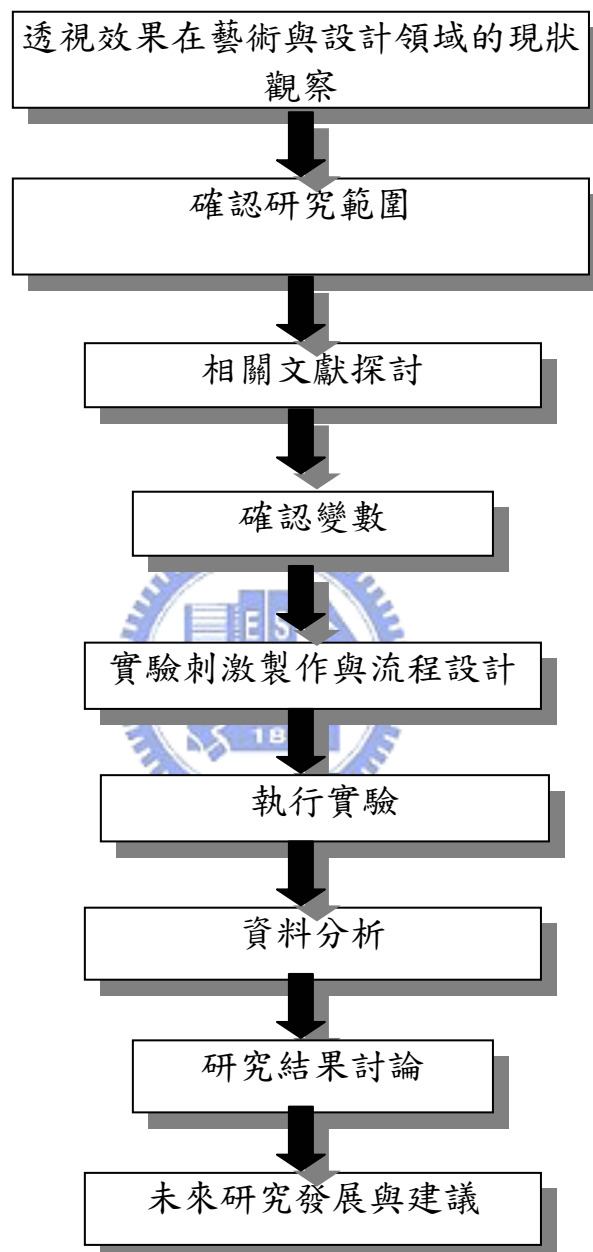 透視效果在藝術與設計領域的現狀
觀察
確認研究範圍
相關文獻探討
確認變數
E S
實驗刺激製作與流程設計
18
執行實驗
資料分析
研究結果討論
未來研究發展與建議